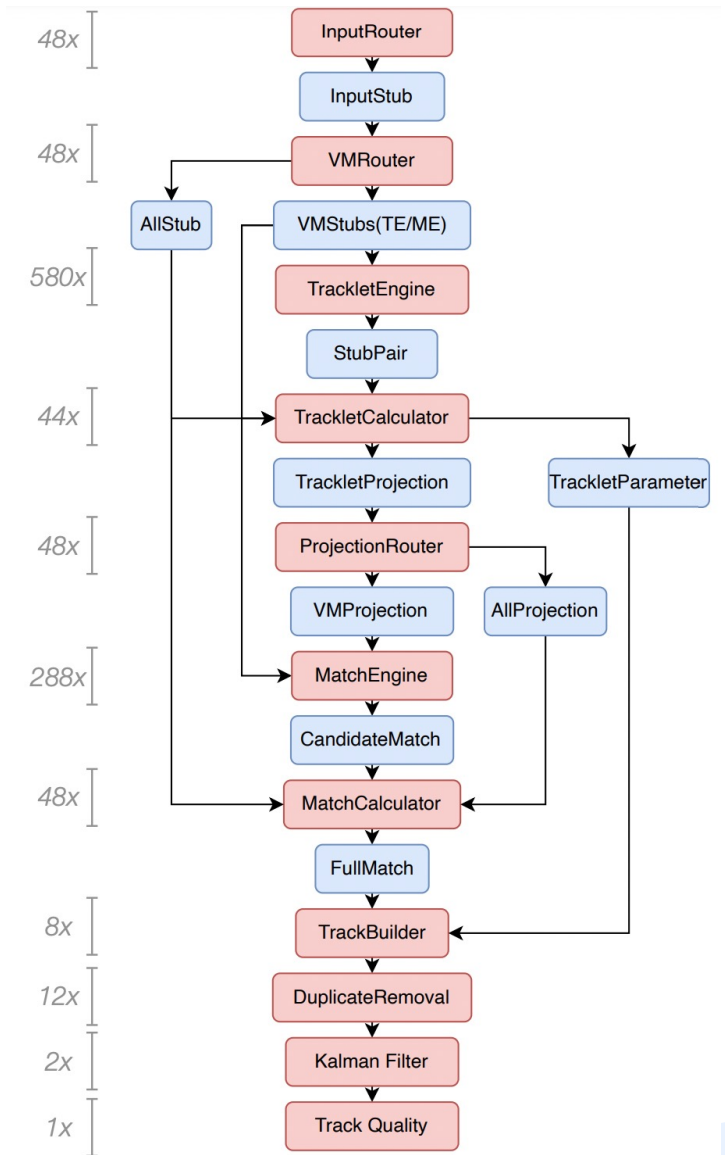 48x
InputRouter
InputStub
48x
VMRouter
AllStub
VMStubs(TE/ME)
580x
TrackletEngine
StubPair
44x
TrackletCalculator
TrackletProjection
TrackletParameter
48x
ProjectionRouter
VMProjection
AllProjection
288x
MatchEngine
CandidateMatch
48x
MatchCalculator
FullMatch
8x
TrackBuilder
12x
DuplicateRemoval
2x
Kalman Filter
1x
Track Quality